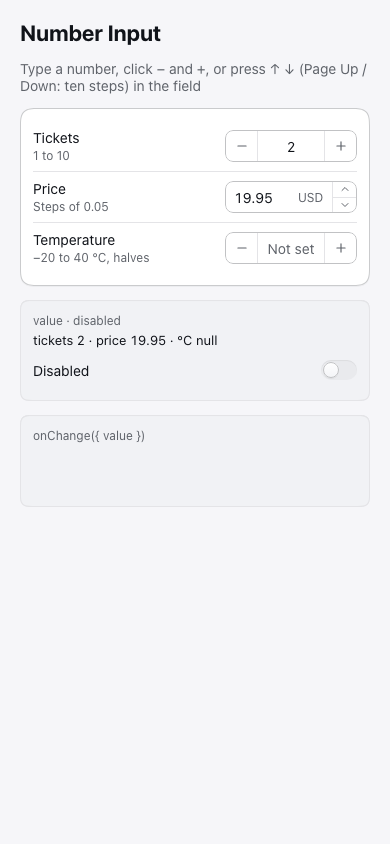 Number Input
Type a number, click − and +, or press ↑ ↓ (Page Up /
Down: ten steps) in the field
Tickets
1 to 10
− 2 +
Price
Steps of 0.05
19.95 USD
Temperature
−20 to 40 °C, halves
− Not set +
value · disabled
tickets 2 · price 19.95 · °C null
Disabled
onChange({ value })